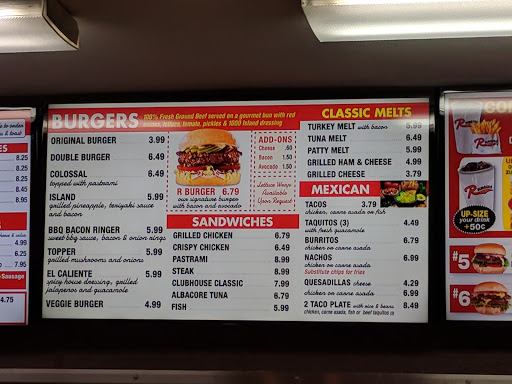 BURGERS
100% Fresh Ground Beef served on a gourmet bun with red
onions, lettuce, tomato, pickles & 1000 Island dressing
ORIGINAL BURGER 3.99
DOUBLE BURGER 6.49
COLOSSAL 6.49
topped with pastrami
ISLAND 5.99
grilled pineapple, teriyaki sauce
and bacon
BBQ BACON RINGER 5.99
sweet bbq sauce, bacon & onion rings
TOPPER 5.99
grilled mushrooms and onions
EL CALIENTE 5.99
spicy house dressing, grilled
jalapenos and guacamole
VEGGIE BURGER 4.99
R BURGER 6.79
our signature burger
with bacon and avocado
ADD-ONS
Cheese .60
Bacon 1.50
Avocado 1.50
Lettuce Wraps
Available
Upon Request
SANDWICHES
GRILLED CHICKEN 6.79
CRISPY CHICKEN 6.49
PASTRAMI 8.99
STEAK 8.99
CLUBHOUSE CLASSIC 7.99
ALBACORE TUNA 6.79
FISH 5.99
CLASSIC MELTS
TURKEY MELT with bacon 6.99
TUNA MELT 6.49
PATTY MELT 5.99
GRILLED HAM & CHEESE 4.99
GRILLED CHEESE 3.79
MEXICAN
TACOS 3.79
chicken, carne asada or fish
TAQUITOS (3) 4.49
with fresh guacamole
BURRITOS 6.79
chicken or carne asada
NACHOS 6.99
chicken or carne asada
Substitute chips for fries
QUESADILLAS cheese 4.29
chicken or carne asada 6.99
2 TACO PLATE with rice & beans 8.49
chicken, carne asada, fish or beef taquitos
8.25
8.25
8.25
6.45
8.95
4.99
6.25
7.95
-Sausage
4.75
UP-SIZE
your drink
+50¢
#5
#6